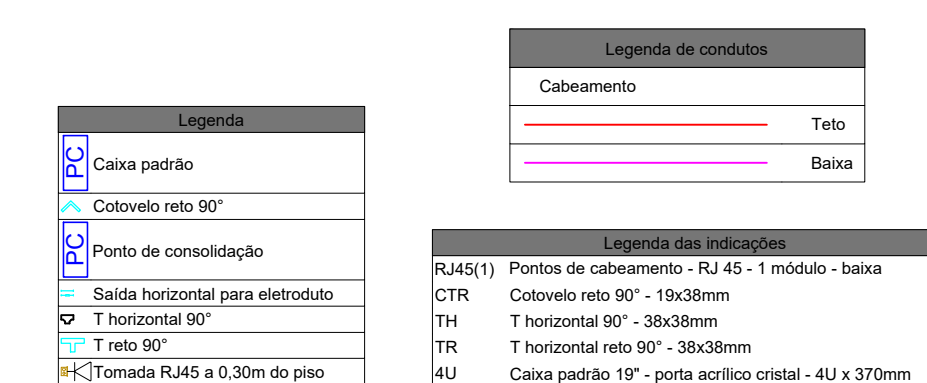 Legenda de condutos
Cabeamento
Teto
Baixa
Legenda
PC Caixa padrão
Cotovelo reto 90°
PC Ponto de consolidação
Saída horizontal para eletroduto
T horizontal 90°
T reto 90°
Tomada RJ45 a 0,30m do piso
Legenda das indicações
RJ45(1) Pontos de cabeamento - RJ 45 - 1 módulo - baixa
CTR Cotovelo reto 90° - 19x38mm
TH T horizontal 90° - 38x38mm
TR T horizontal reto 90° - 38x38mm
4U Caixa padrão 19" - porta acrílico cristal - 4U x 370mm